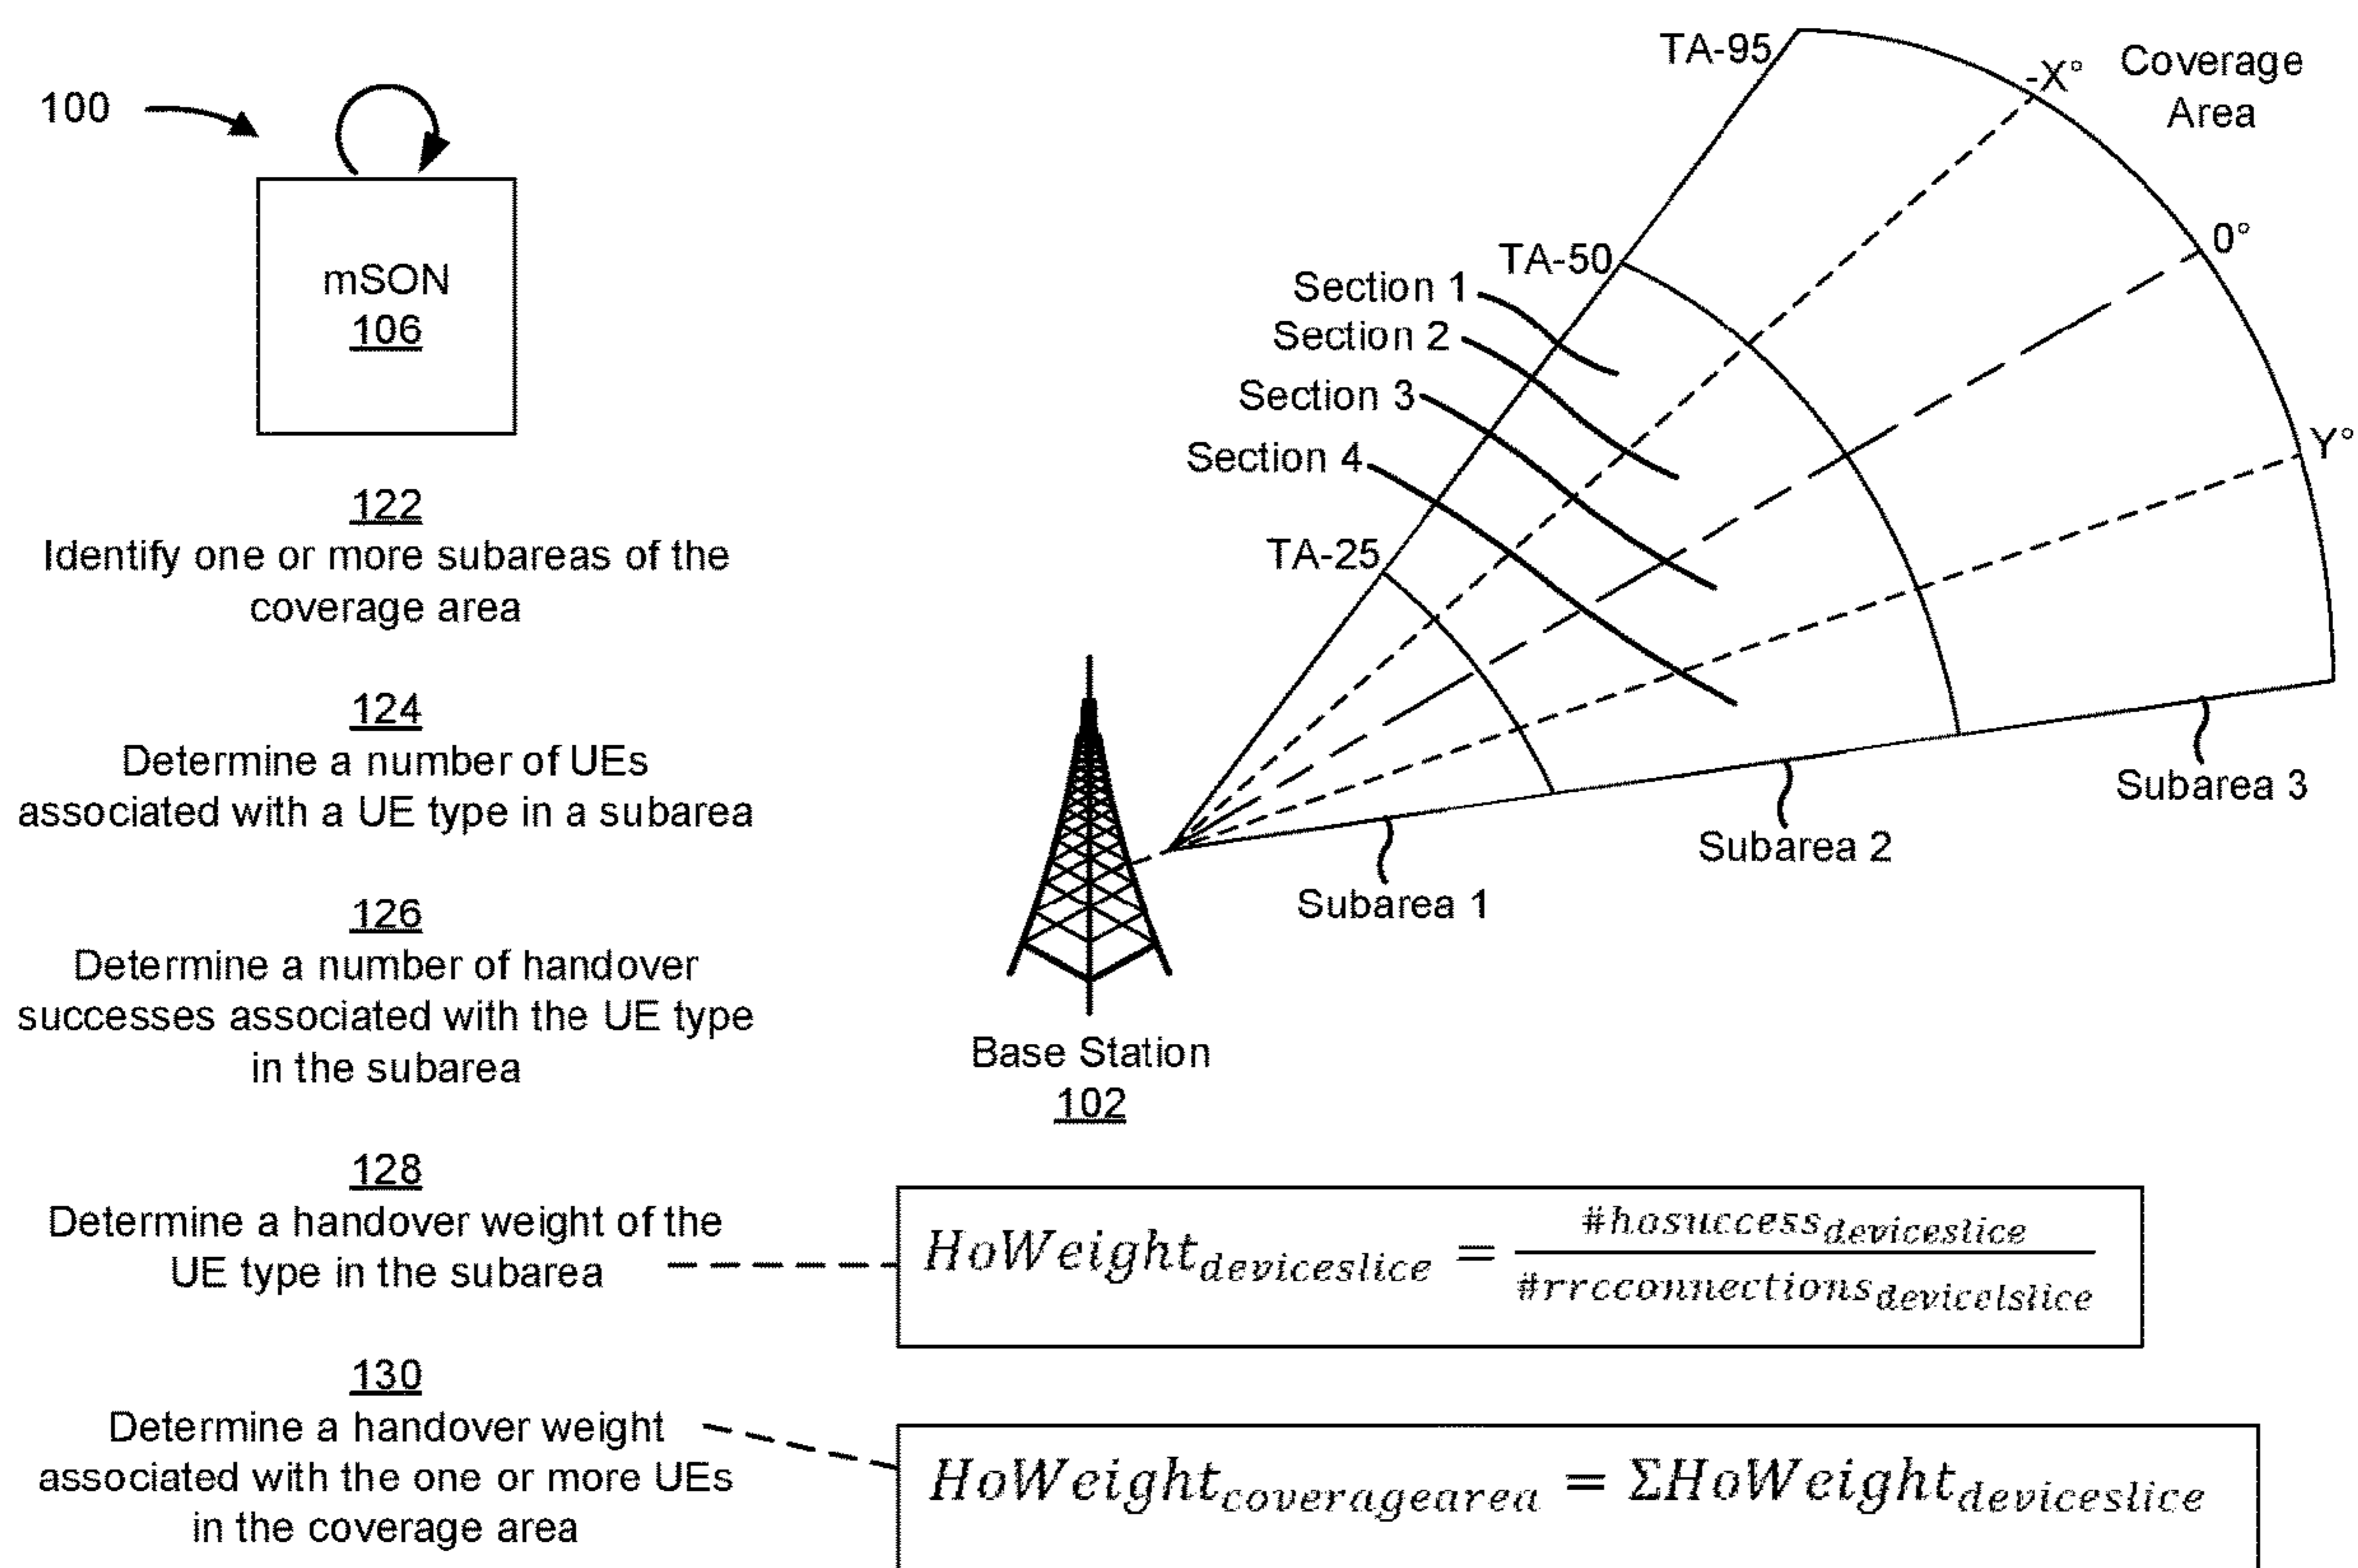 100
mSON
106
122
Identify one or more subareas of the
coverage area
124
Determine a number of UEs
associated with a UE type in a subarea
126
Determine a number of handover
successes associated with the UE type
in the subarea
128
Determine a handover weight of the
UE type in the subarea
130
Determine a handover weight
associated with the one or more UEs
in the coverage area
TA-95
-X°
Coverage
Area
0°
TA-50
Section 1
Section 2
Section 3
Section 4
Y°
TA-25
Subarea 3
Subarea 2
Subarea 1
Base Station
102
HoWeight_deviceslice = #hosuccess_deviceslice / #rrcconnections_devicelslice
HoWeight_coveragearea = ΣHoWeight_deviceslice